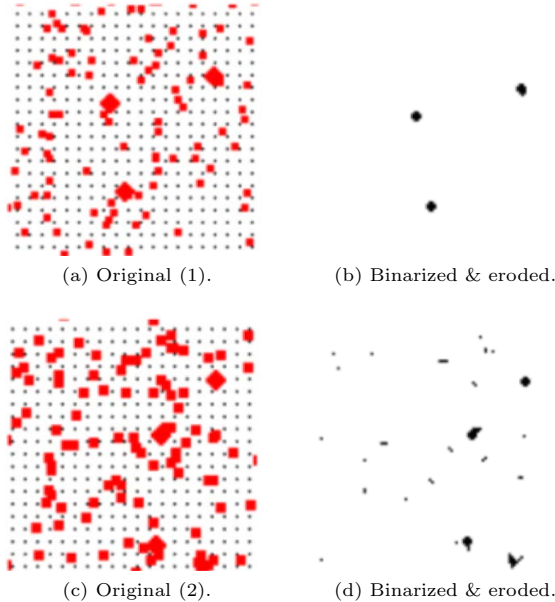 (a) Original (1).
(b) Binarized & eroded.
(c) Original (2).
(d) Binarized & eroded.